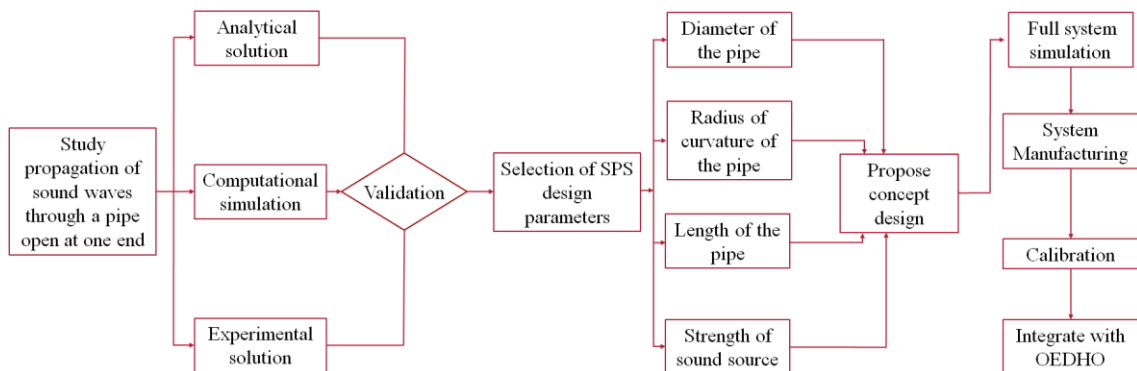 Study
propagation of
sound waves
through a pipe
open at one end
Analytical
solution
Computational
simulation
Experimental
solution
Validation
Selection of SPS
design
parameters
Diameter of
the pipe
Radius of
curvature of
the pipe
Length of the
pipe
Strength of
sound source
Propose
concept
design
Full system
simulation
System
Manufacturing
Calibration
Integrate with
OEDHO